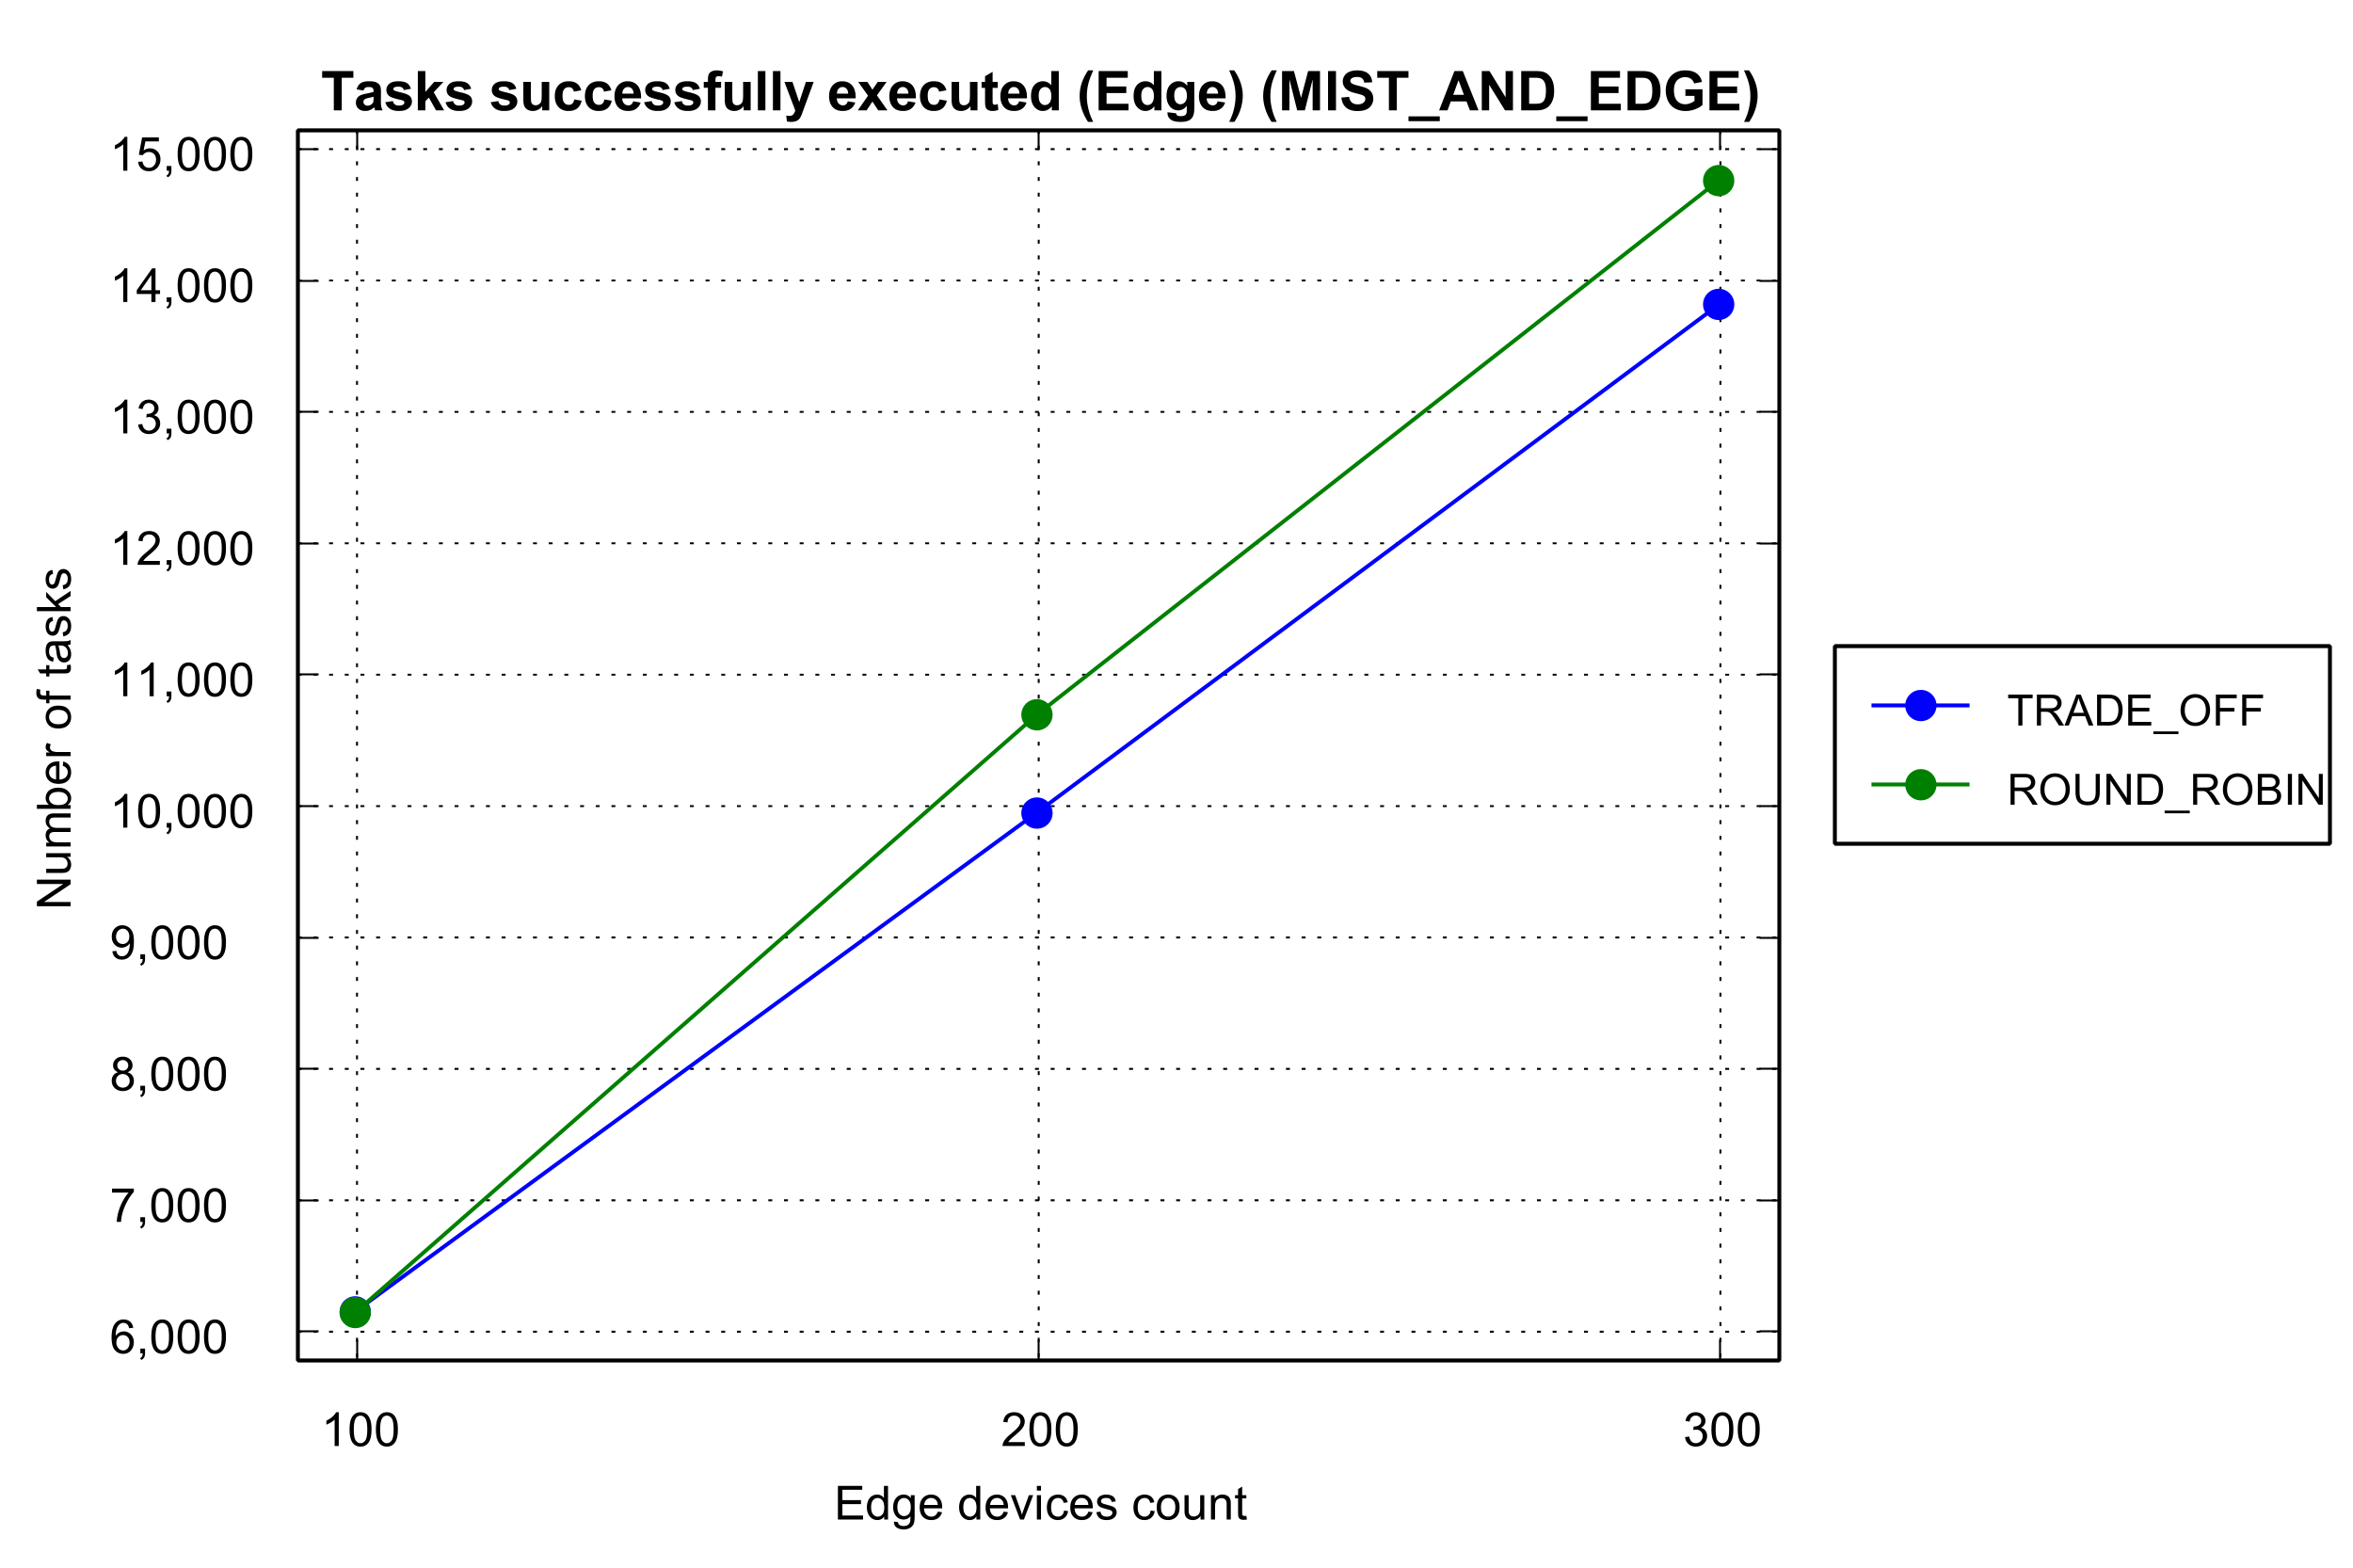 Tasks successfully executed (Edge) (MIST_AND_EDGE)
15,000
14,000
13,000
12,000
11,000
10,000
9,000
8,000
7,000
6,000
Number of tasks
100 200 300
Edge devices count
TRADE_OFF
ROUND_ROBIN